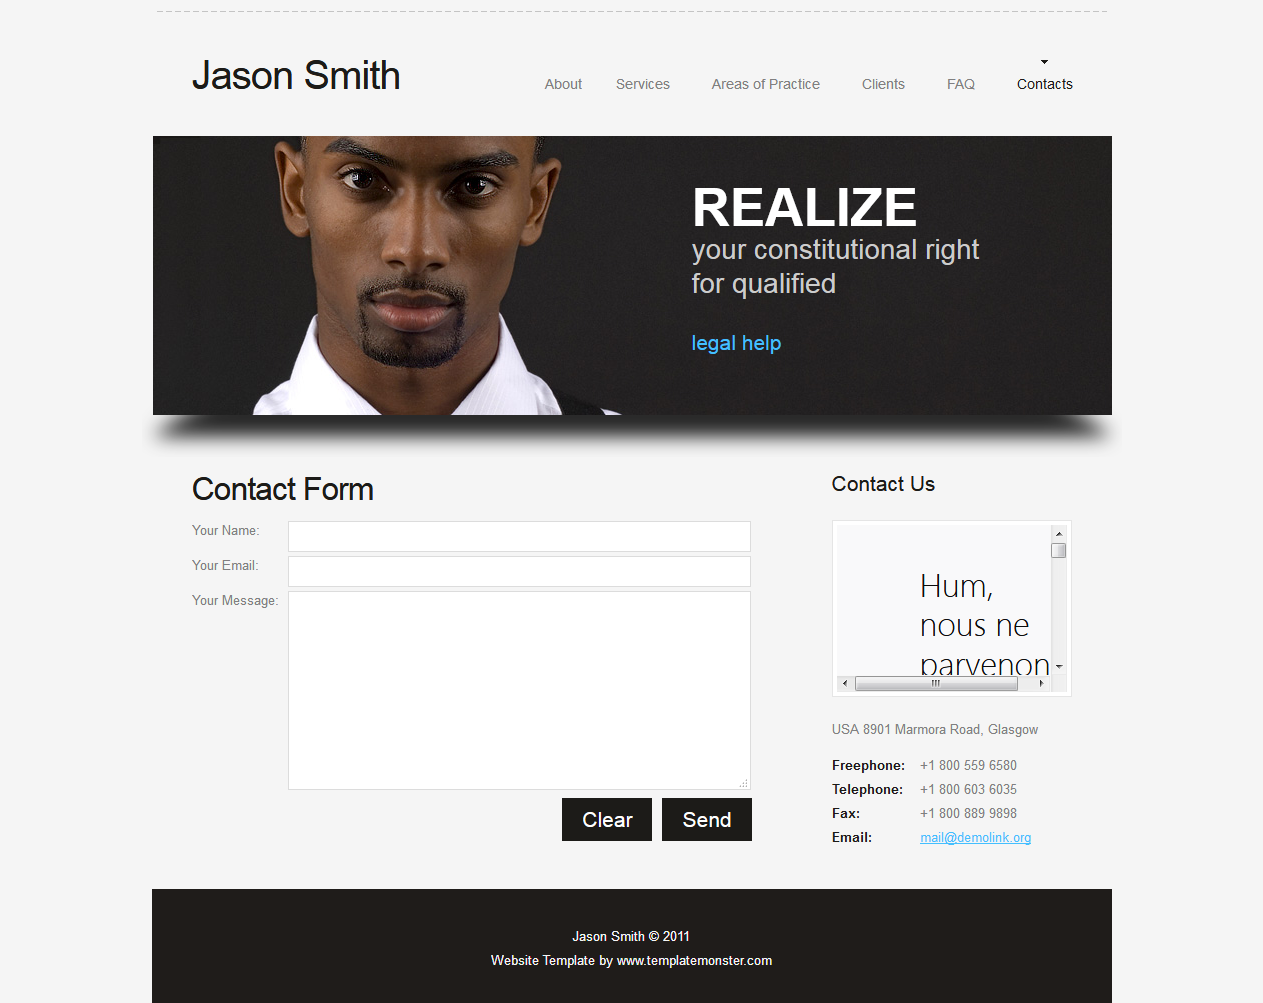 Jason Smith
About Services Areas of Practice Clients FAQ Contacts
REALIZE
your constitutional right
for qualified
legal help
Contact Form
Your Name:
Your Email:
Your Message:
Clear Send
Contact Us
Hum,
nous ne
parvenon
USA 8901 Marmora Road, Glasgow
Freephone: +1 800 559 6580
Telephone: +1 800 603 6035
Fax: +1 800 889 9898
Email: mail@demolink.org
Jason Smith © 2011
Website Template by www.templatemonster.com